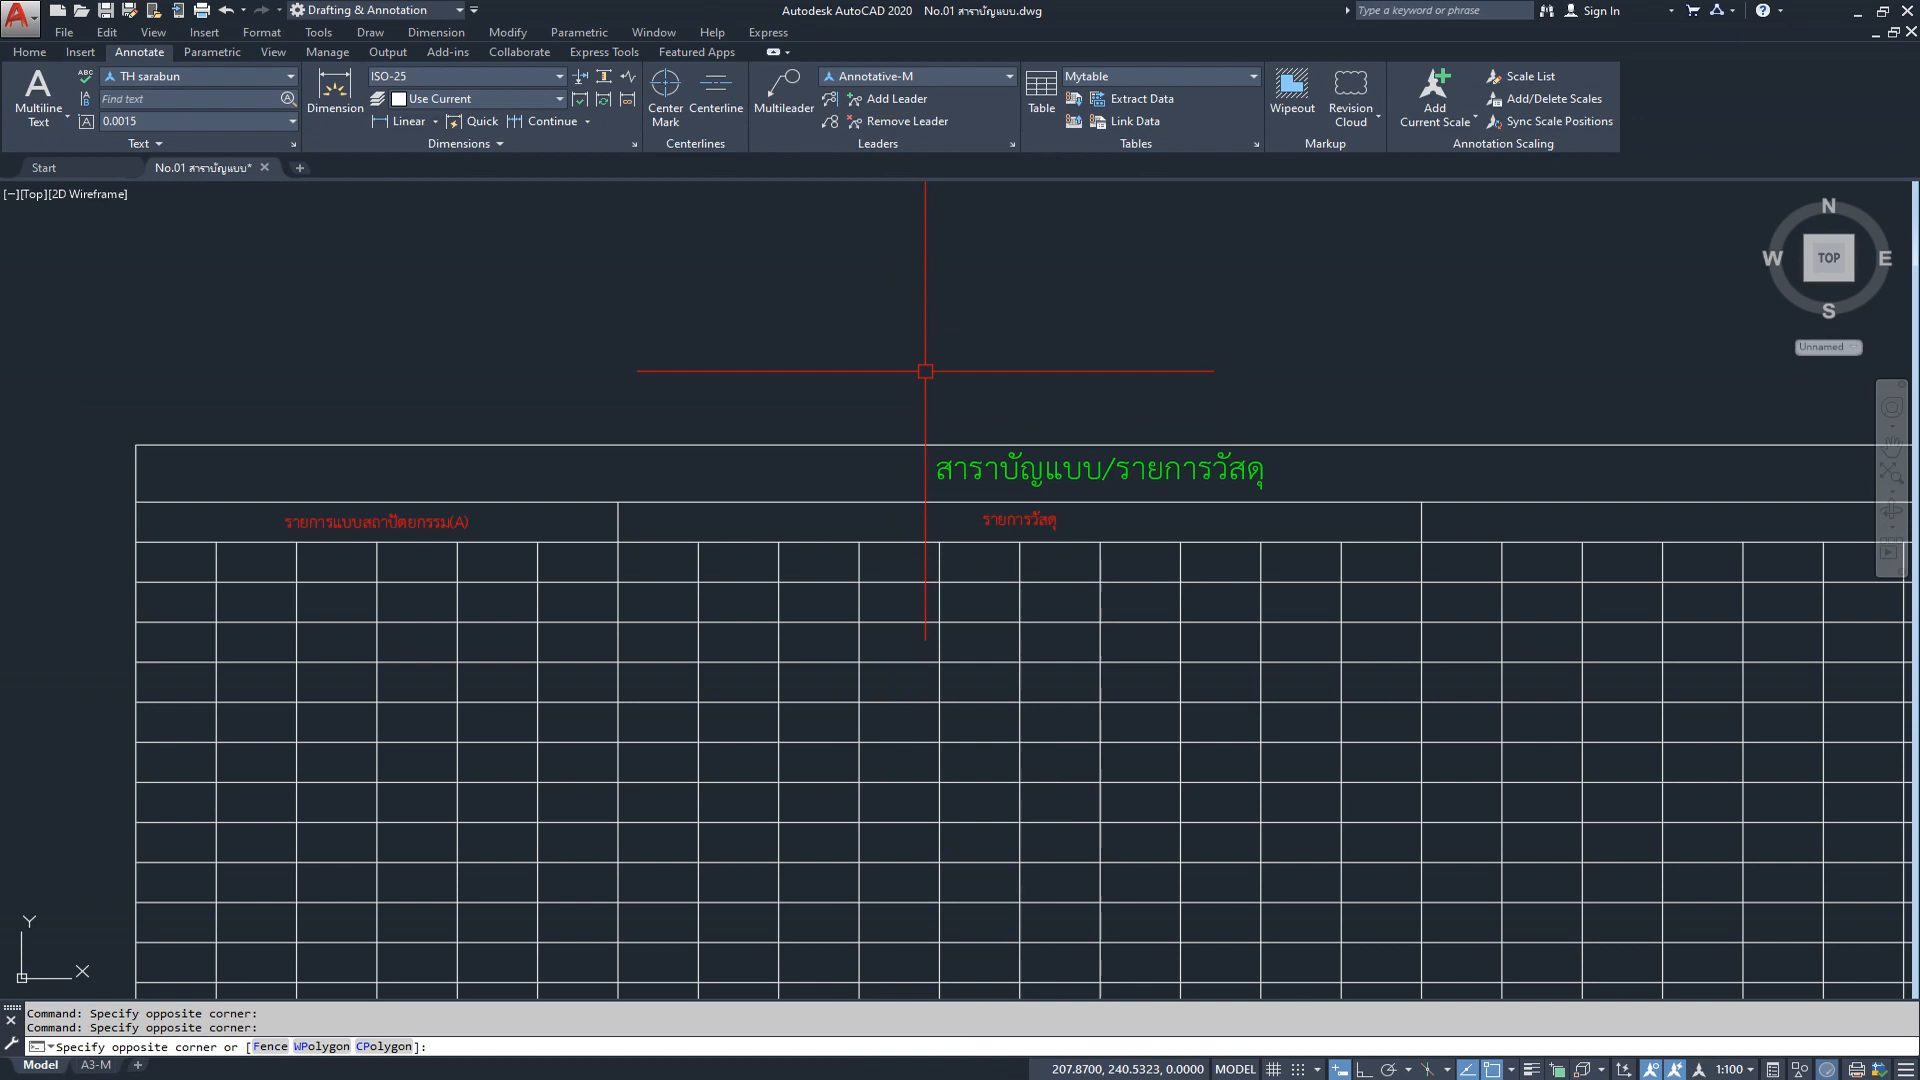 Drafting & Annotation
Autodesk AutoCAD 2020 No.01 สาราบัญแบบ.dwg
Type a keyword or phrase
Sign In
File Edit View Insert Format Tools Draw Dimension Modify Parametric Window Help Express
Home Insert Annotate Parametric View Manage Output Add-ins Collaborate Express Tools Featured Apps
Multiline Text
ABC
TH sarabun
Find text
0.0015
Text
Dimension
ISO-25
Use Current
Linear Quick Continue
Dimensions
Center Mark
Centerline
Centerlines
Multileader
Annotative-M
Add Leader
Remove Leader
Leaders
Table
Mytable
Extract Data
Link Data
Tables
Wipeout
Revision Cloud
Markup
Add Current Scale
Scale List
Add/Delete Scales
Sync Scale Positions
Annotation Scaling
Start
No.01 สาราบัญแบบ*
[−][Top][2D Wireframe]
N
W TOP E
S
Unnamed
สาราบัญแบบ/รายการวัสดุ
รายการแบบสถาปัตยกรรม(A)
รายการวัสดุ
Y
X
Command: Specify opposite corner:
Command: Specify opposite corner:
Specify opposite corner or [Fence WPolygon CPolygon]:
Model A3-M
207.8700, 240.5323, 0.0000 MODEL
1:100